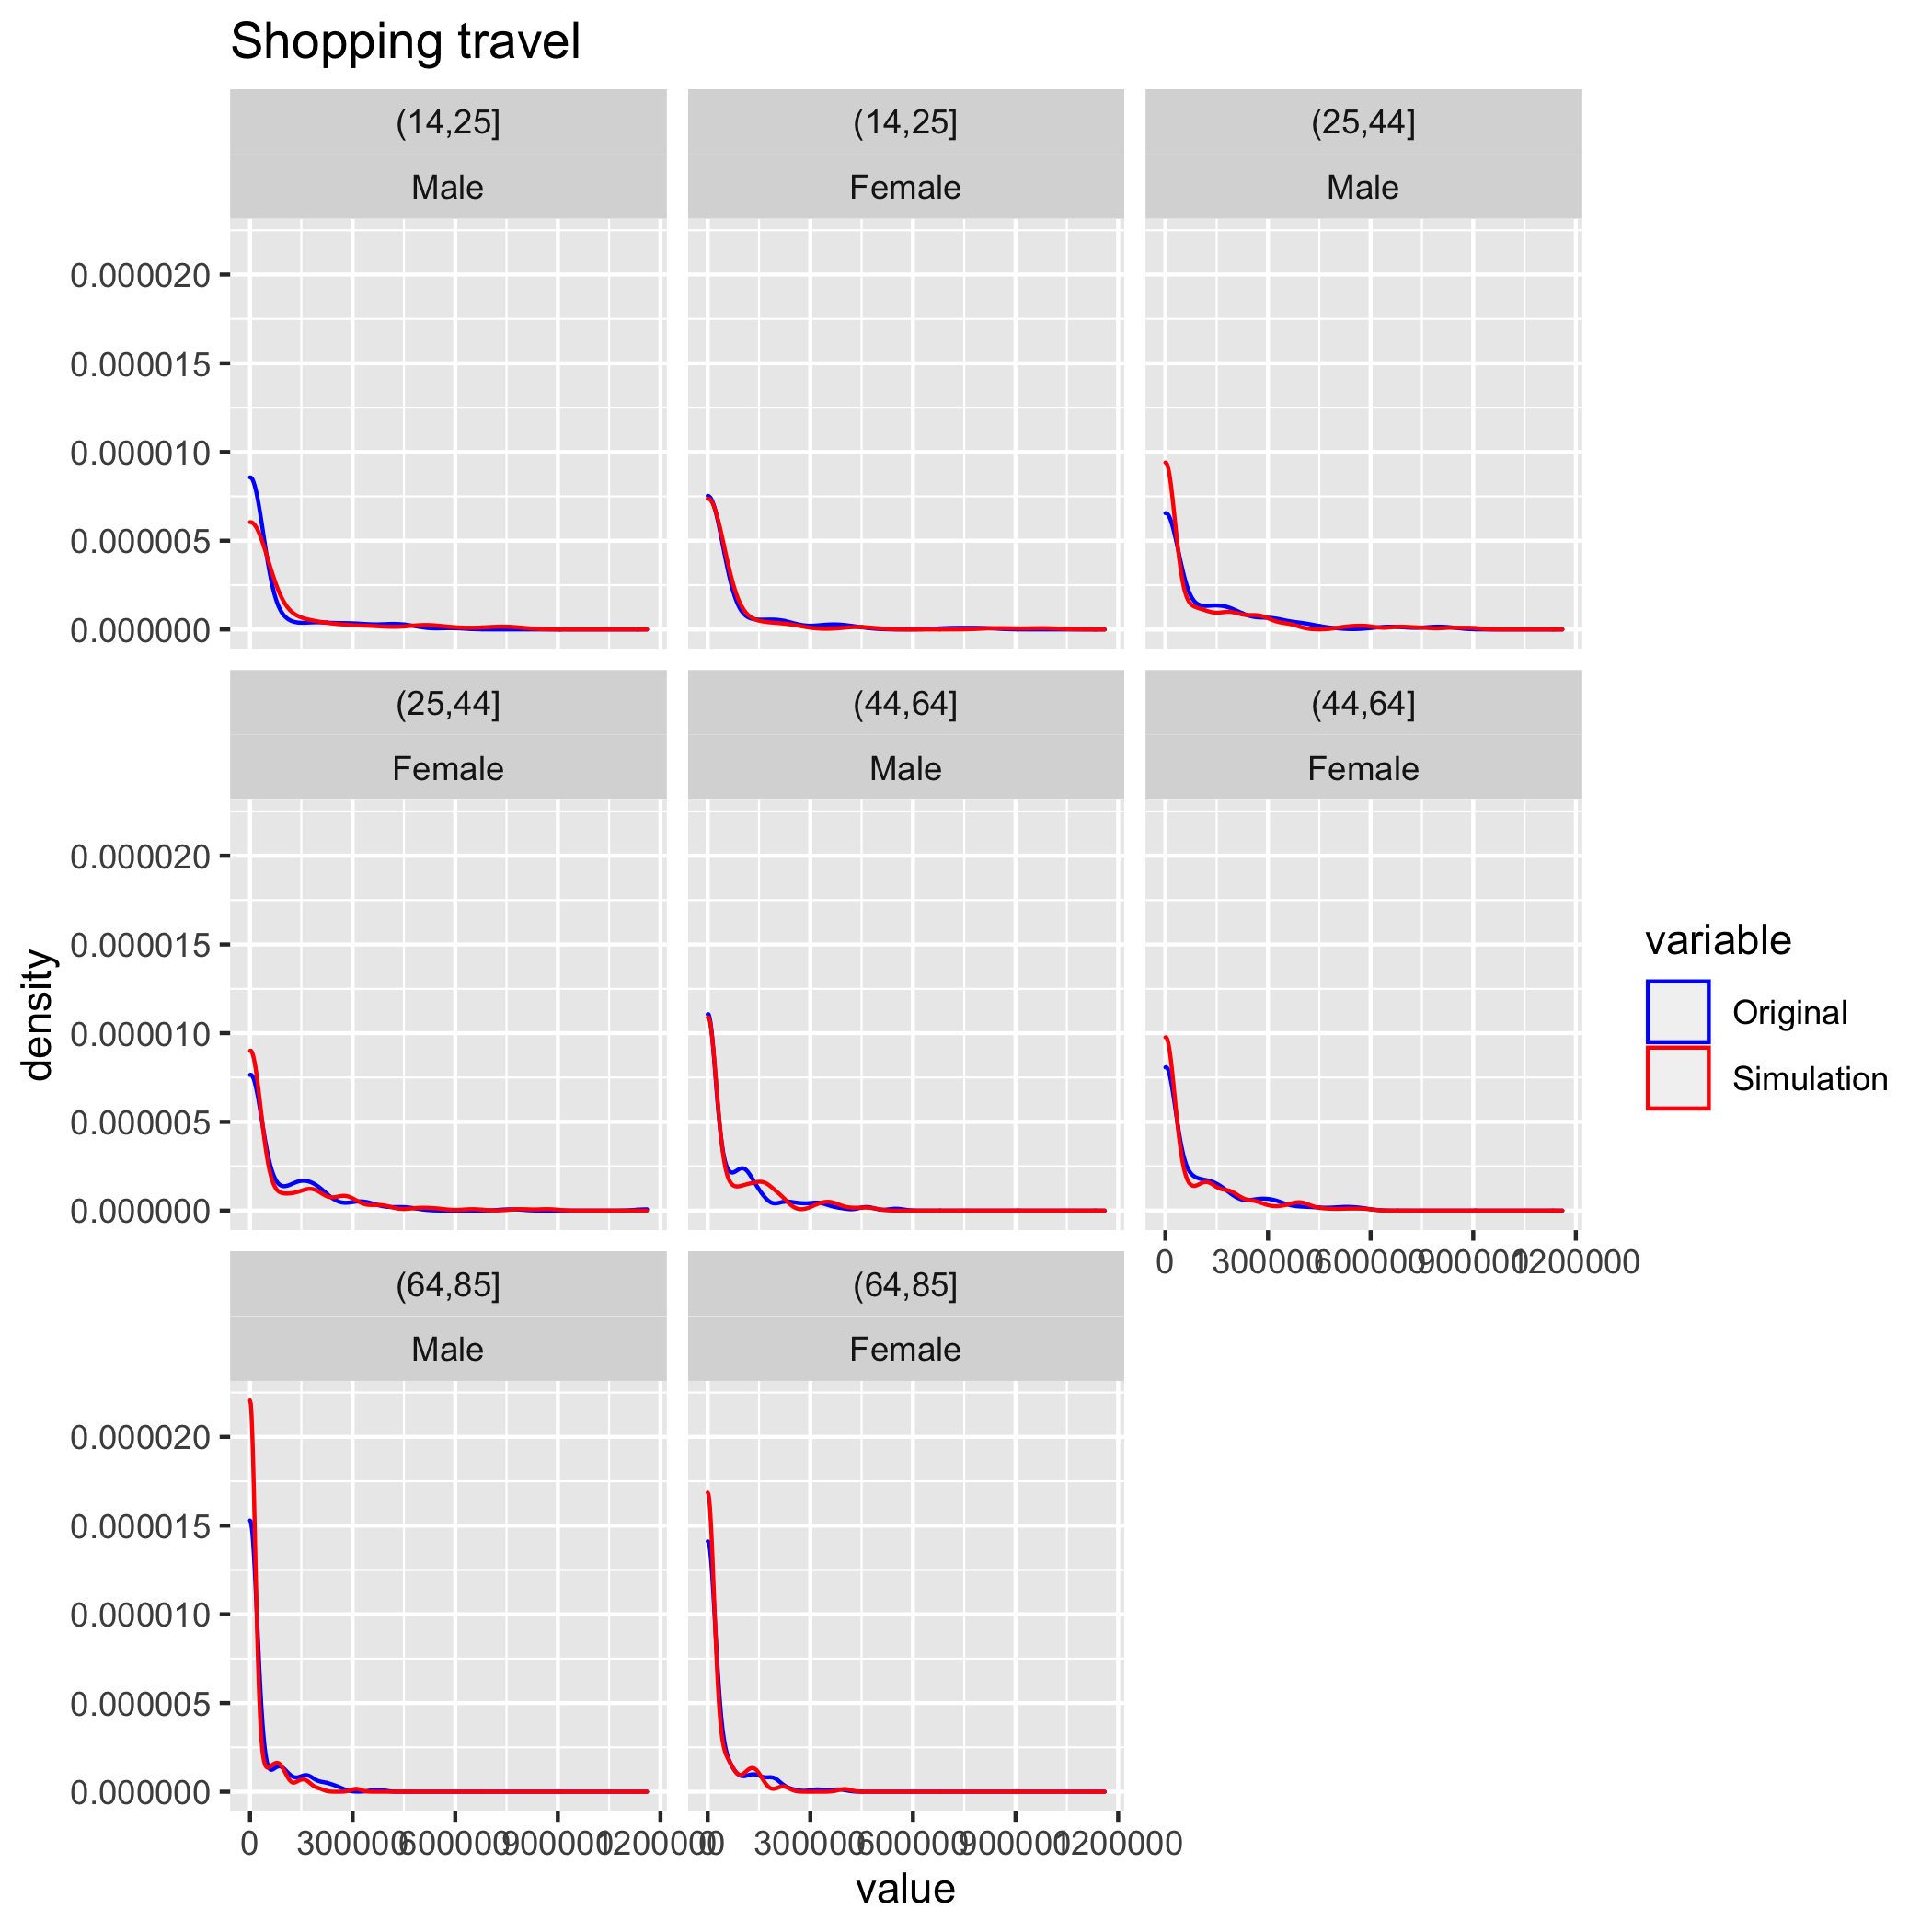 Shopping travel
(14,25] (14,25] (25,44]
Male Female Male
0.000020
0.000015
0.000010
0.000005
0.000000
(25,44] (44,64] (44,64]
Female Male Female
0.000020
0.000015
0.000010
0.000005
0.000000
0 300000 600000 900000 1200000
density
variable
Original
Simulation
(64,85] (64,85]
Male Female
0.000020
0.000015
0.000010
0.000005
0.000000
0 300000 600000 900000 1200000 0 300000 600000 900000 1200000
value